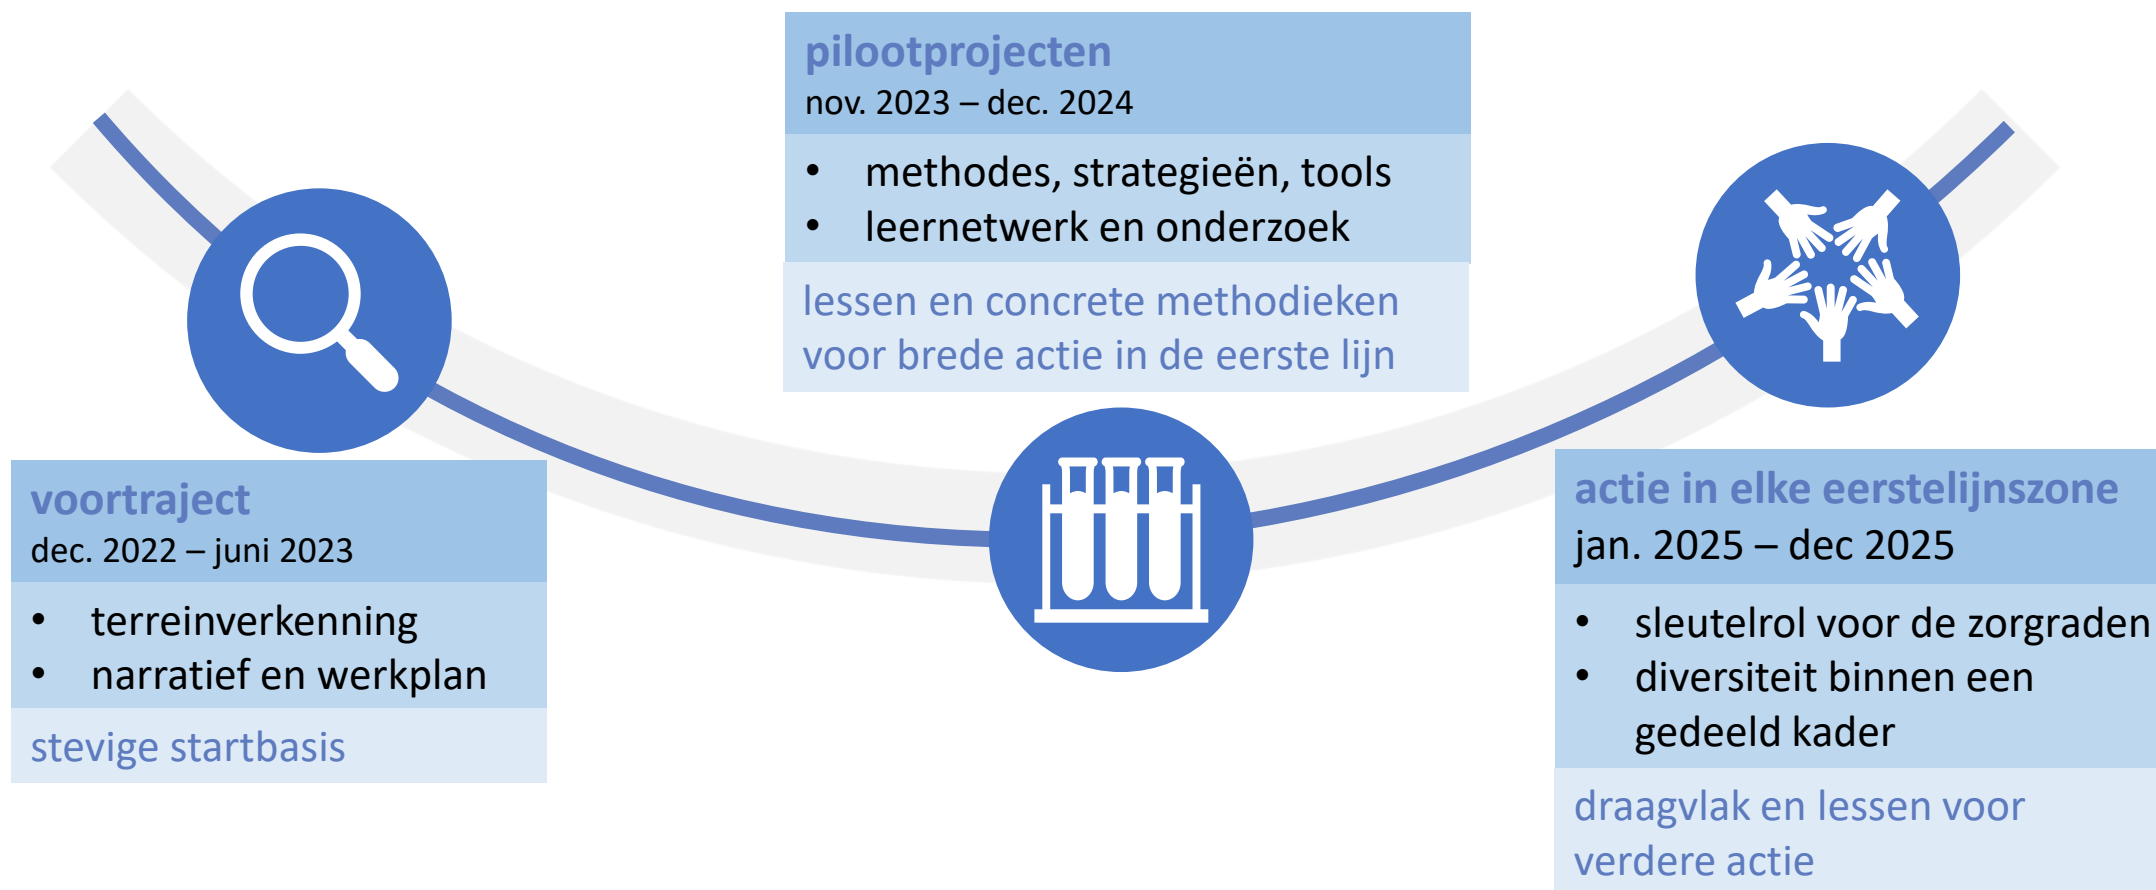 voortraject
dec. 2022 – juni 2023
• terreinverkenning
• narratief en werkplan
stevige startbasis
pilootprojecten
nov. 2023 – dec. 2024
• methodes, strategieën, tools
• leernetwerk en onderzoek
lessen en concrete methodieken
voor brede actie in de eerste lijn
actie in elke eerstelijnszone
jan. 2025 – dec 2025
• sleutelrol voor de zorgraden
• diversiteit binnen een
gedeeld kader
draagvlak en lessen voor
verdere actie